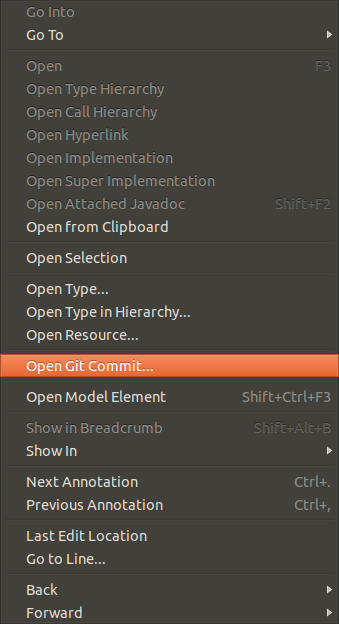 Go Into
Go To
Open F3
Open Type Hierarchy
Open Call Hierarchy
Open Hyperlink
Open Implementation
Open Super Implementation
Open Attached Javadoc Shift+F2
Open from Clipboard
Open Selection
Open Type...
Open Type in Hierarchy...
Open Resource...
Open Git Commit...
Open Model Element Shift+Ctrl+F3
Show in Breadcrumb Shift+Alt+B
Show In
Next Annotation Ctrl+.
Previous Annotation Ctrl+,
Last Edit Location
Go to Line...
Back
Forward